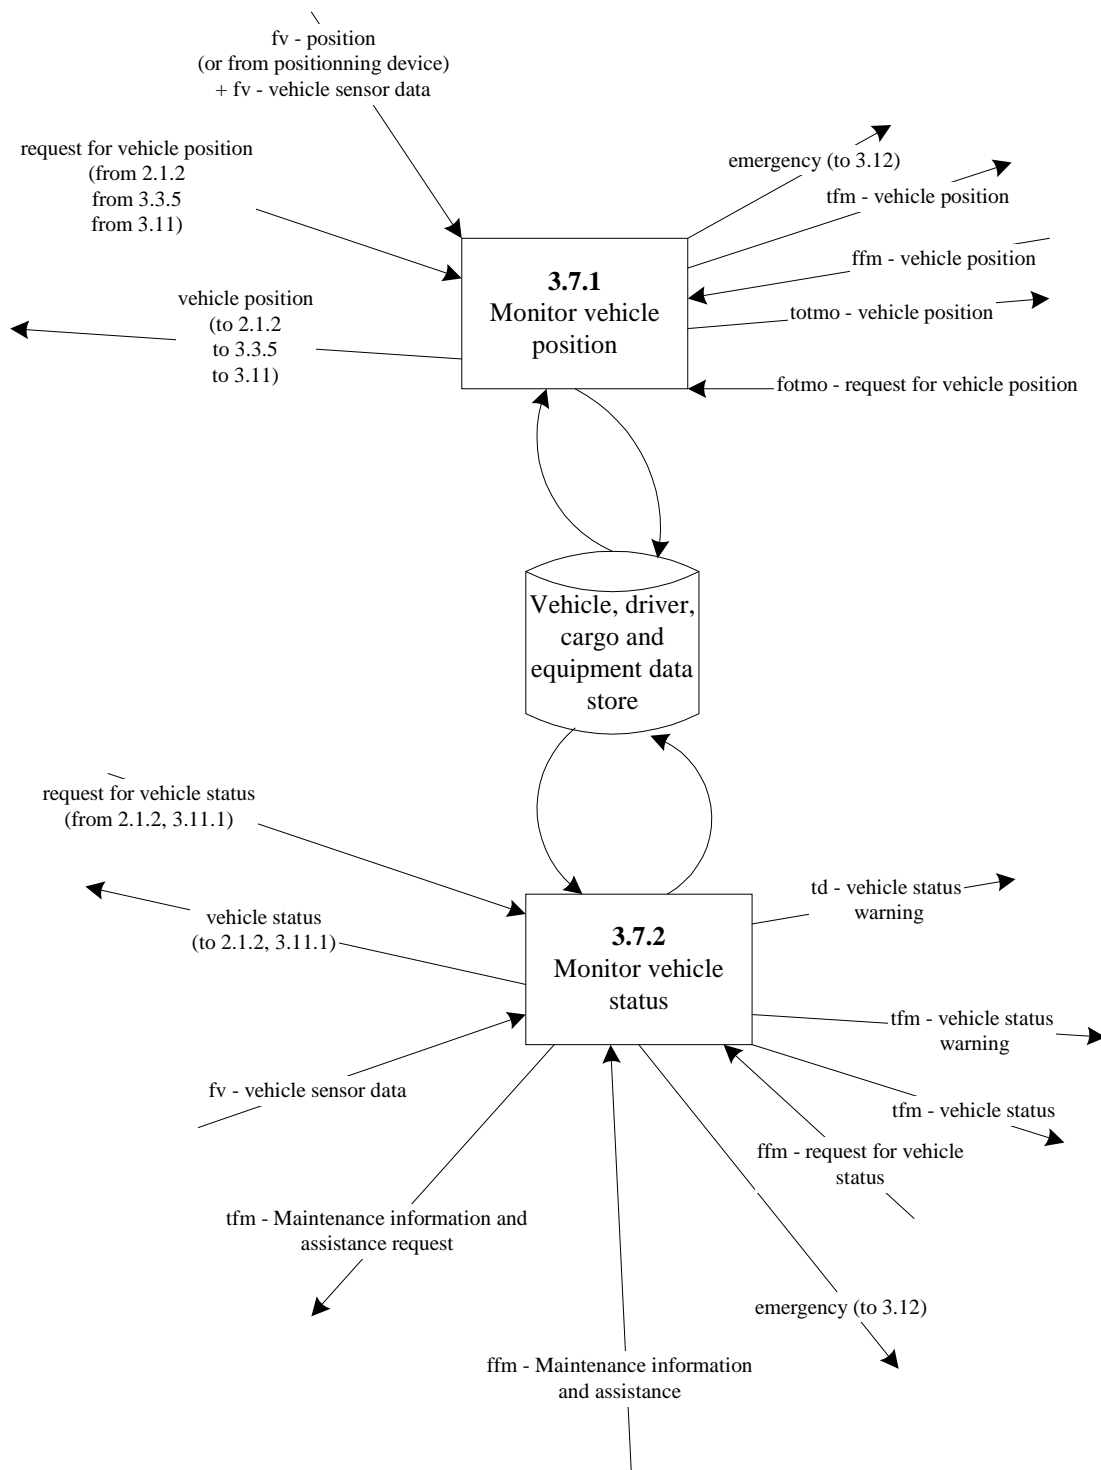 fv - position
(or from positionning device)
+ fv - vehicle sensor data
request for vehicle position
(from 2.1.2
from 3.3.5
from 3.11)
vehicle position
(to 2.1.2
to 3.3.5
to 3.11)
3.7.1
Monitor vehicle
position
emergency (to 3.12)
tfm - vehicle position
ffm - vehicle position
totmo - vehicle position
fotmo - request for vehicle position
Vehicle, driver,
cargo and
equipment data
store
request for vehicle status
(from 2.1.2, 3.11.1)
vehicle status
(to 2.1.2, 3.11.1)
fv - vehicle sensor data
3.7.2
Monitor vehicle
status
td - vehicle status
warning
tfm - vehicle status
warning
tfm - vehicle status
ffm - request for vehicle
status
tfm - Maintenance information and
assistance request
emergency (to 3.12)
ffm - Maintenance information
and assistance